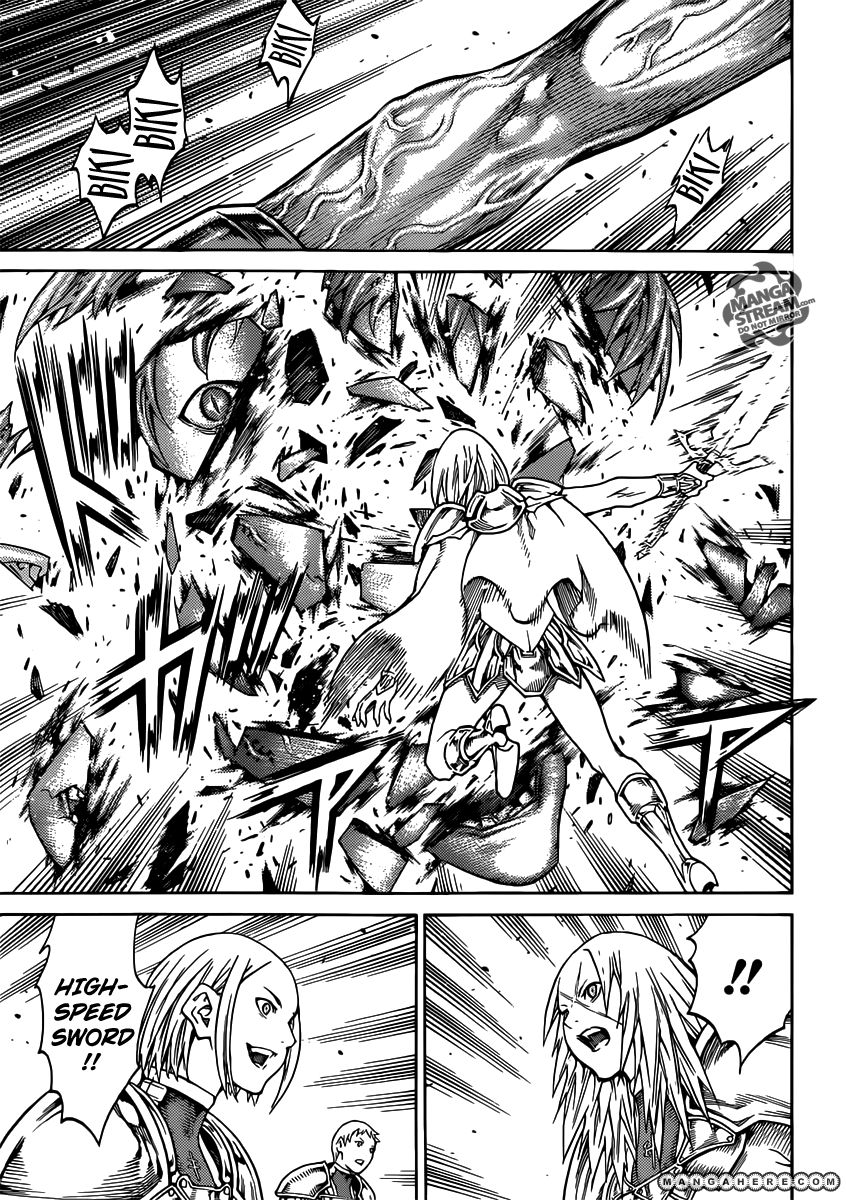 BIKI
BIKI
BIKI
BIKI
MANGA
STREAM.com
DO NOT MIRROR!
HIGH-
SPEED
SWORD
!!
!!
MANGAHERE.COM